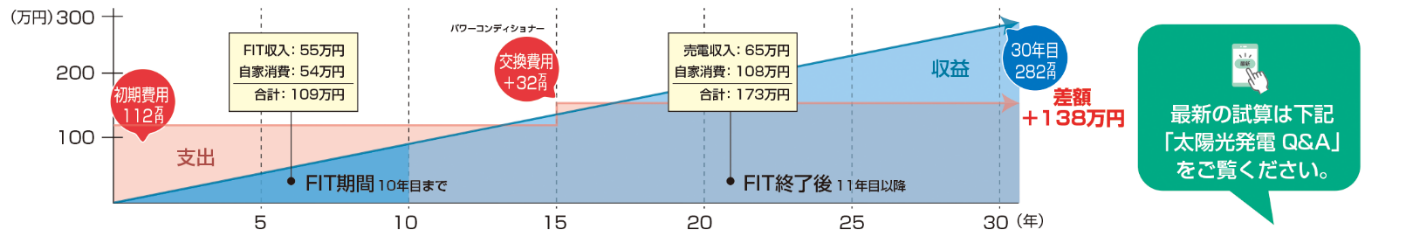 (万円)
300
200
100
初期費用
112万円
支出
FIT収入：55万円
自家消費：54万円
合計：109万円
FIT期間 10年目まで
パワーコンディショナー
交換費用
+32万円
売電収入：65万円
自家消費：108万円
合計：173万円
FIT終了後 11年目以降
収益
30年目
282万円
差額
+138万円
5
10
15
20
25
30
(年)
最新の試算は下記
「太陽光発電 Q&A」
をご覧ください。